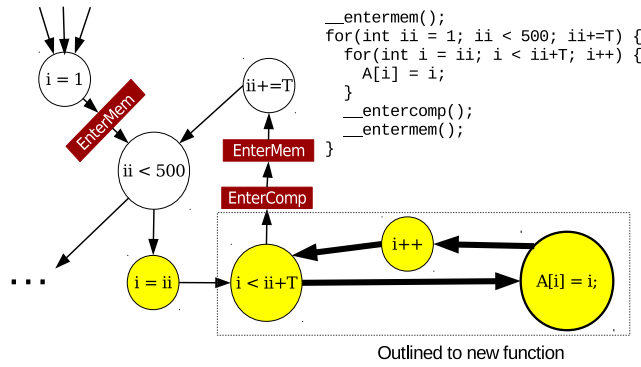 __entermem();
for(int ii = 1; ii < 500; ii+=T) {
for(int i = ii; i < ii+T; i++) {
A[i] = i;
}
__entercomp();
__entermem();
}
i = 1
ii+=T
EnterMem
EnterMem
ii < 500
EnterComp
i++
...
i = ii
i < ii+T
A[i] = i;
Outlined to new function